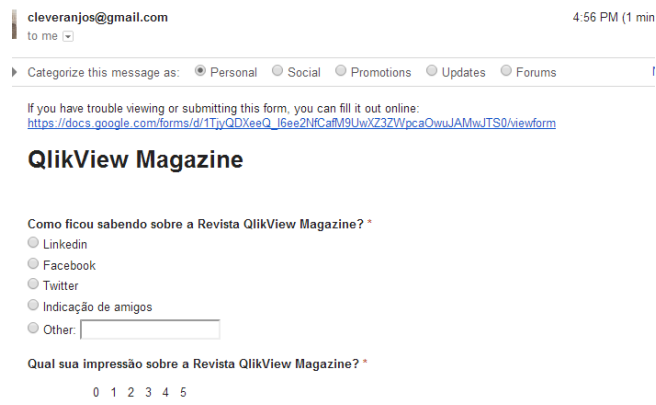 cleveranjos@gmail.com 4:56 PM (1 min
to me
Categorize this message as: Personal Social Promotions Updates Forums
If you have trouble viewing or submitting this form, you can fill it out online:
https://docs.google.com/forms/d/1TjyQDXeeQ_I6ee2NfCafM9UwXZ3ZWpcaOwuJAMwJTS0/viewform
QlikView Magazine
Como ficou sabendo sobre a Revista QlikView Magazine? *
Linkedin
Facebook
Twitter
Indicação de amigos
Other:
Qual sua impressão sobre a Revista QlikView Magazine? *
0 1 2 3 4 5